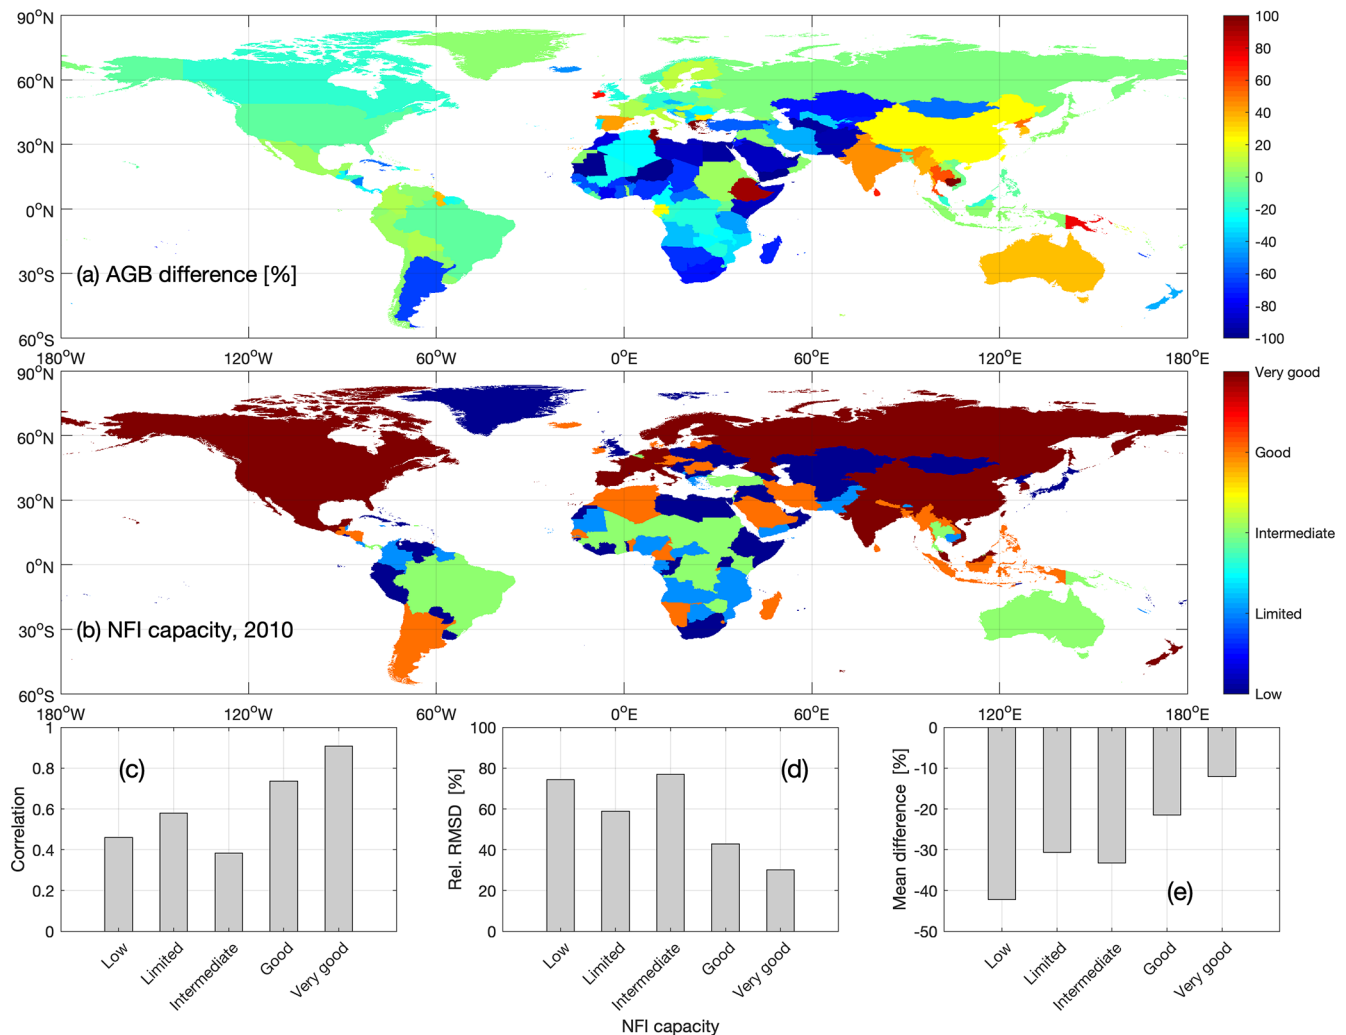 90°N
60°N
30°N
0°N
30°S
60°S
(a) AGB difference [%]
180°W 120°W 60°W 0°E 60°E 120°E 180°E
100
80
60
40
20
0
-20
-40
-60
-80
-100
90°N
60°N
30°N
0°N
30°S
60°S
(b) NFI capacity, 2010
180°W 120°W 60°W 0°E 60°E 120°E 180°E
Very good
Good
Intermediate
Limited
Low
Correlation
1
0.8
0.6
0.4
0.2
0
(c)
Low Limited Intermediate Good Very good
Rel. RMSD [%]
100
80
60
40
20
0
(d)
Low Limited Intermediate Good Very good
NFI capacity
Mean difference [%]
0
-10
-20
-30
-40
-50
(e)
Low Limited Intermediate Good Very good